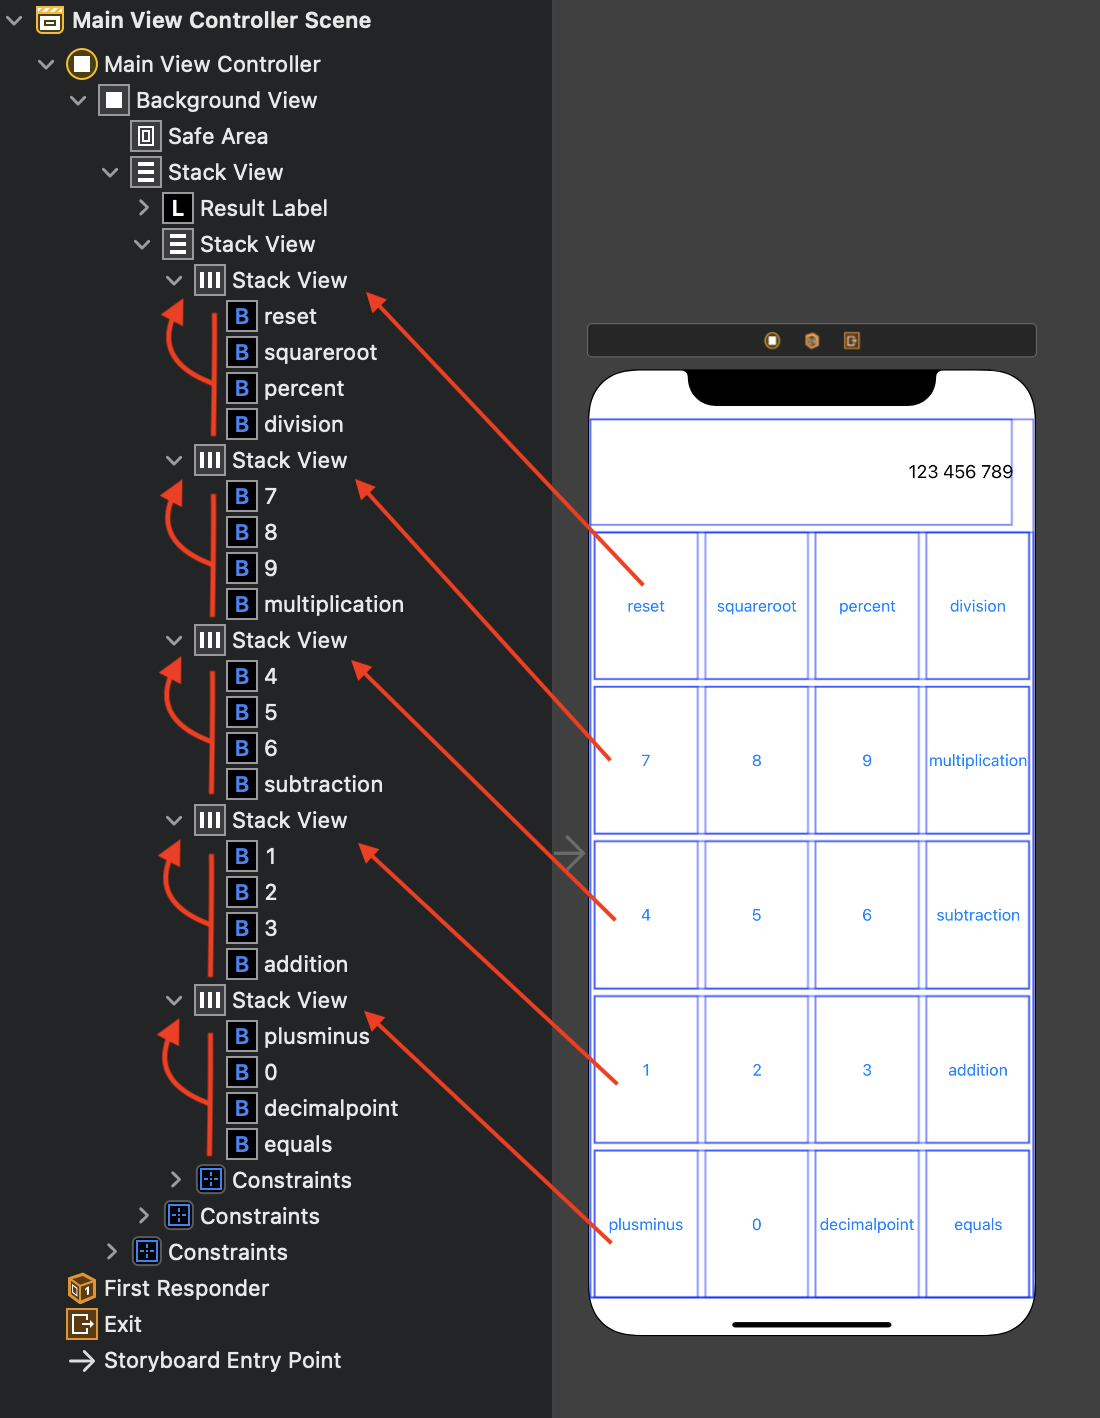 Main View Controller Scene
Main View Controller
Background View
Safe Area
Stack View
L Result Label
Stack View
Stack View
B reset
B squareroot
B percent
B division
Stack View
B 7
B 8
B 9
B multiplication
Stack View
B 4
B 5
B 6
B subtraction
Stack View
B 1
B 2
B 3
B addition
Stack View
B plusminus
B 0
B decimalpoint
B equals
Constraints
Constraints
Constraints
First Responder
Exit
Storyboard Entry Point
123 456 789
reset squareroot percent division
7 8 9 multiplication
4 5 6 subtraction
1 2 3 addition
plusminus 0 decimalpoint equals